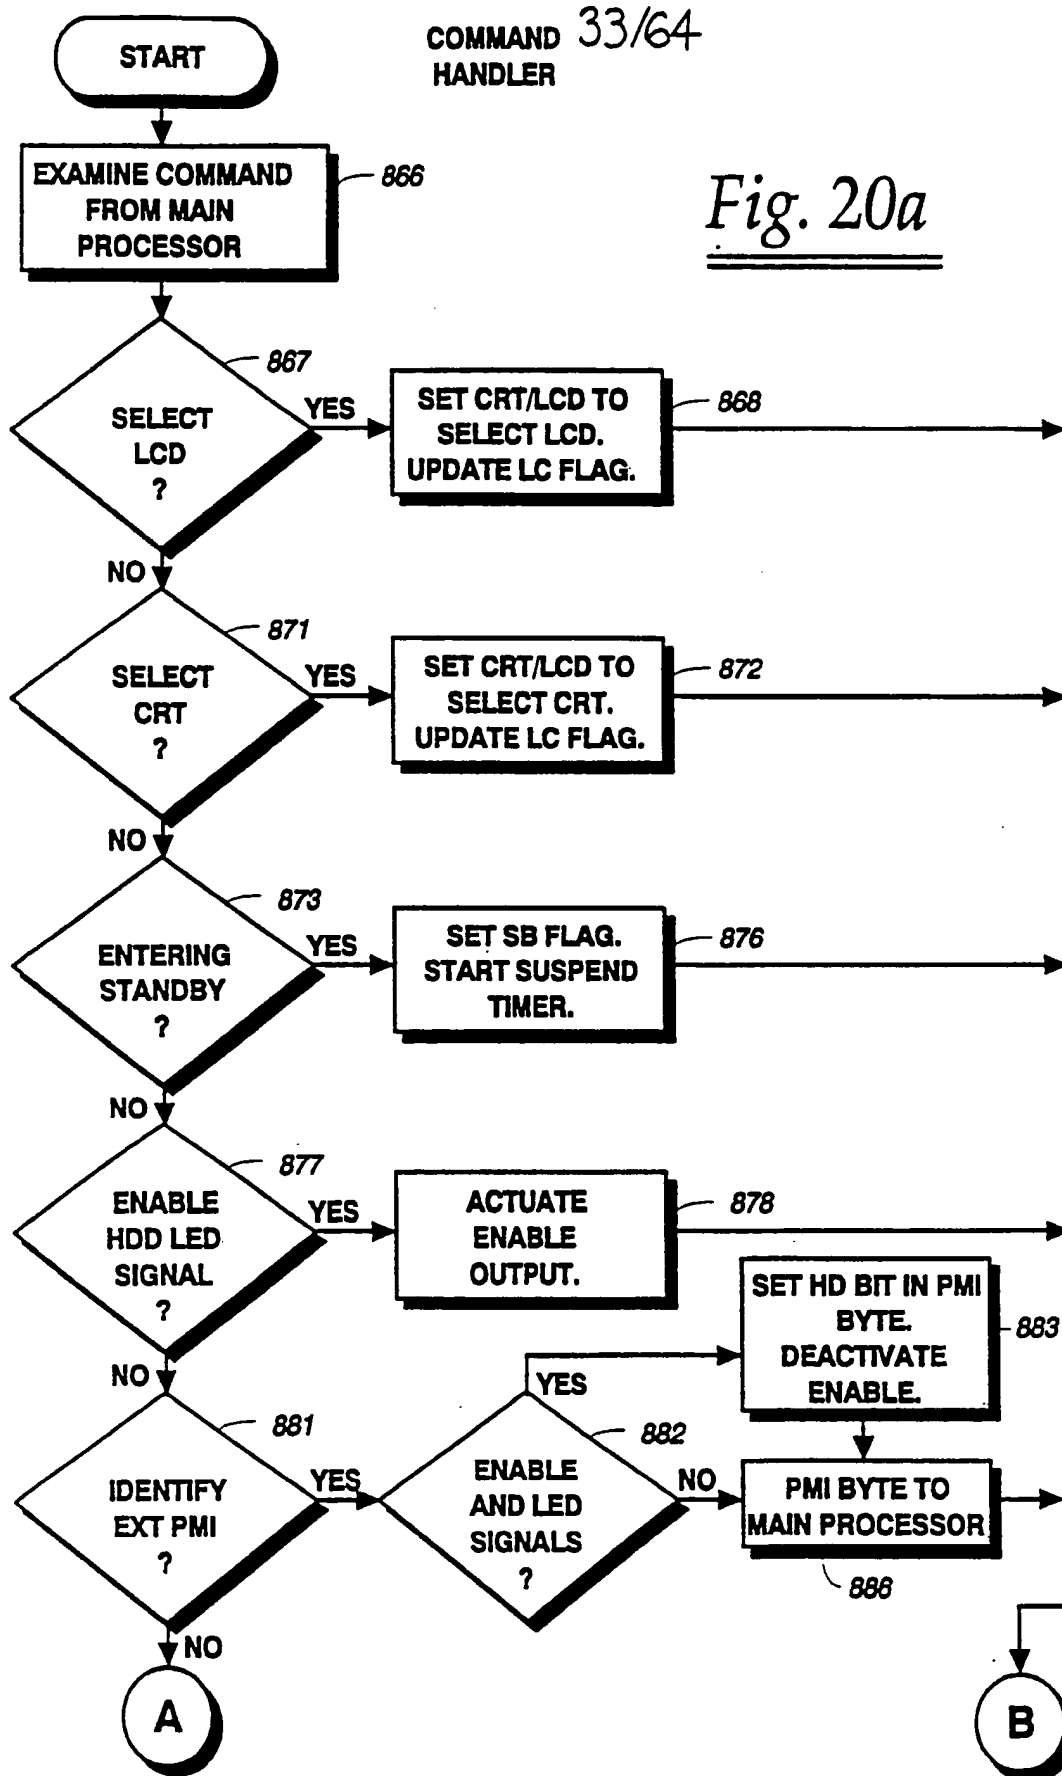 START
COMMAND 33/64
HANDLER
EXAMINE COMMAND
FROM MAIN
PROCESSOR
866
Fig. 20a
867
SELECT
LCD
?
YES
SET CRT/LCD TO
SELECT LCD.
UPDATE LC FLAG.
868
NO
871
SELECT
CRT
?
YES
SET CRT/LCD TO
SELECT CRT.
UPDATE LC FLAG.
872
NO
873
ENTERING
STANDBY
?
YES
SET SB FLAG.
START SUSPEND
TIMER.
876
NO
877
ENABLE
HDD LED
SIGNAL
?
YES
ACTUATE
ENABLE
OUTPUT.
878
SET HD BIT IN PMI
BYTE.
DEACTIVATE
ENABLE.
883
NO
881
IDENTIFY
EXT PMI
?
YES
YES
882
ENABLE
AND LED
SIGNALS
?
NO
PMI BYTE TO
MAIN PROCESSOR
886
NO
A
B